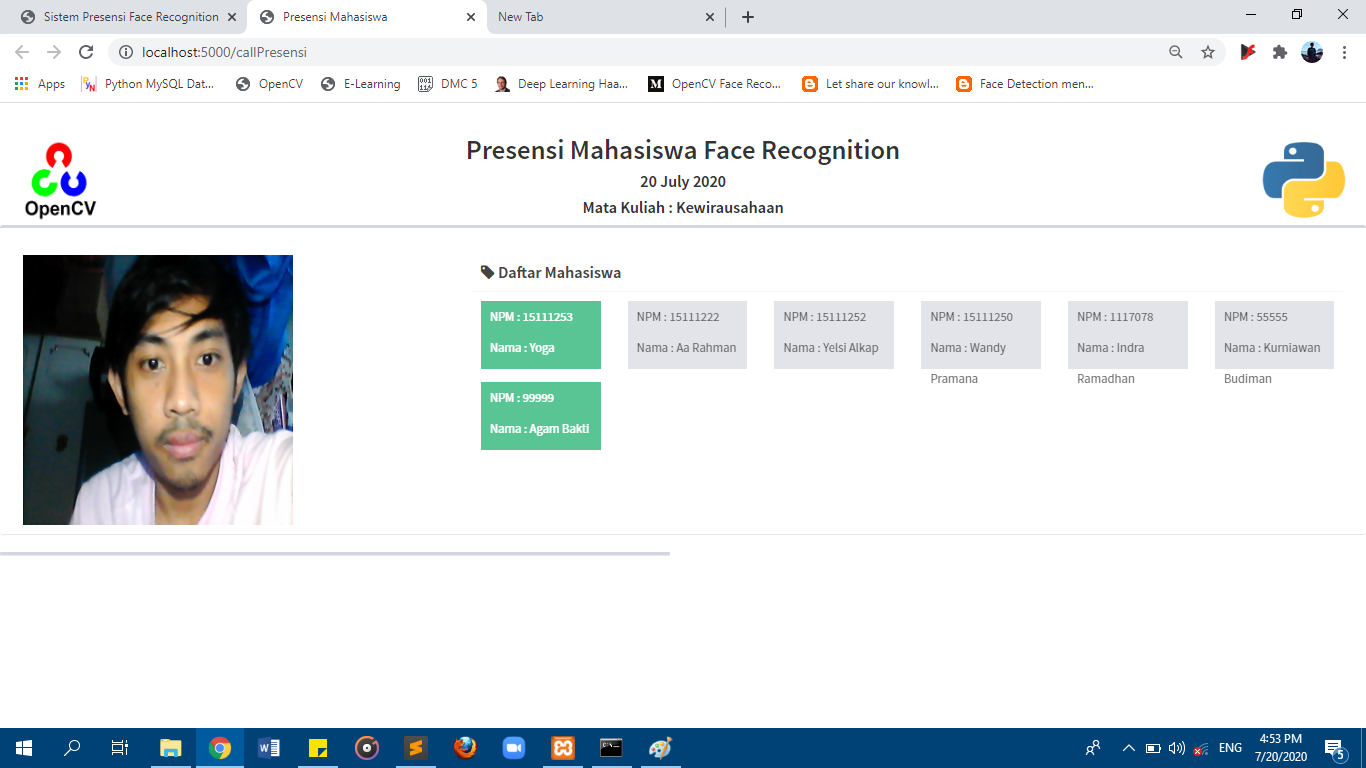 Sistem Presensi Face Recognition
Presensi Mahasiswa
New Tab
localhost:5000/callPresensi
Apps
Python MySQL Dat...
OpenCV
E-Learning
DMC 5
Deep Learning Haa...
OpenCV Face Reco...
Let share our knowl...
Face Detection men...
OpenCV
Presensi Mahasiswa Face Recognition
20 July 2020
Mata Kuliah : Kewirausahaan
Daftar Mahasiswa
NPM : 15111253
Nama : Yoga
NPM : 15111222
Nama : Aa Rahman
NPM : 15111252
Nama : Yelsi Alkap
NPM : 15111250
Nama : Wandy
Pramana
NPM : 1117078
Nama : Indra
Ramadhan
NPM : 55555
Nama : Kurniawan
Budiman
NPM : 99999
Nama : Agam Bakti
ENG
4:53 PM
7/20/2020
5